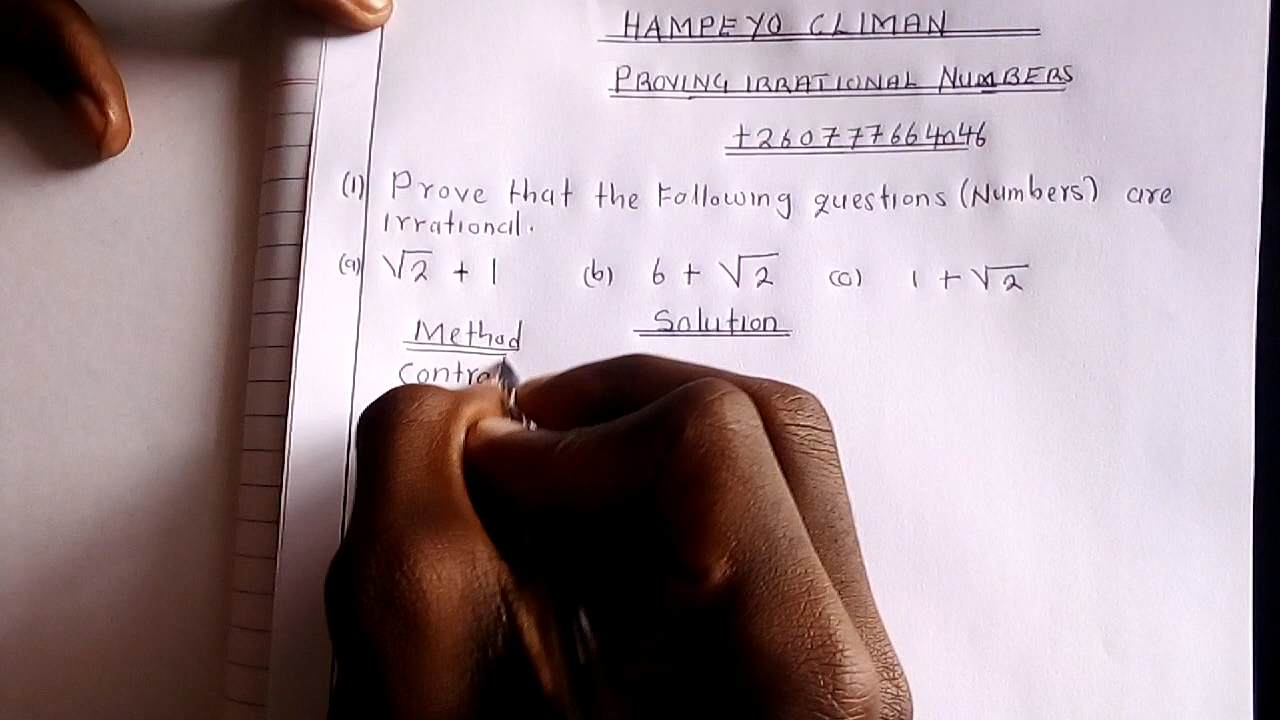 HAMPEYO CLIMAN
PROVING IRRATIONAL NUMBERS
+260777664046
(1) Prove that the Following questions (Numbers) are
irrational.
(a) √2 + 1 (b) 6 + √2 (c) 1 + √2
Method Solution
Contra